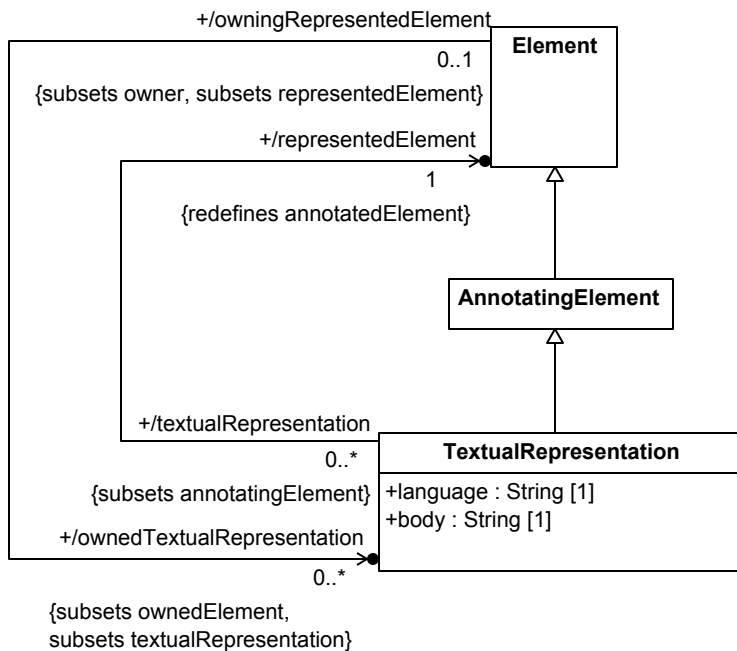 +/owningRepresentedElement
Element
0..1
{subsets owner, subsets representedElement}
+/representedElement
1
{redefines annotatedElement}
AnnotatingElement
+/textualRepresentation
0..*
TextualRepresentation
{subsets annotatingElement}
+language : String [1]
+body : String [1]
+/ownedTextualRepresentation
0..*
{subsets ownedElement,
subsets textualRepresentation}